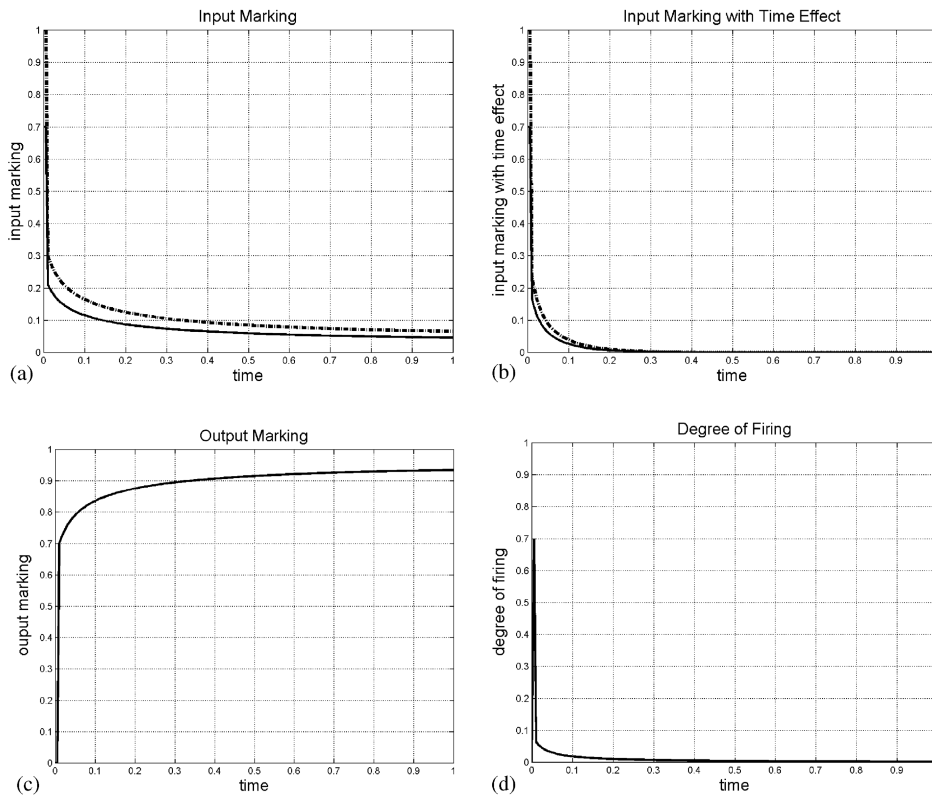 Input Marking
1
0.9
0.8
0.7
0.6
0.5
0.4
0.3
0.2
0.1
0
input marking
0 0.1 0.2 0.3 0.4 0.5 0.6 0.7 0.8 0.9 1
time
(a)
Input Marking with Time Effect
1
0.9
0.8
0.7
0.6
0.5
0.4
0.3
0.2
0.1
0
input marking with time effect
0 0.1 0.2 0.3 0.4 0.5 0.6 0.7 0.8 0.9
time
(b)
Output Marking
1
0.9
0.8
0.7
0.6
0.5
0.4
0.3
0.2
0.1
0
ouput marking
0 0.1 0.2 0.3 0.4 0.5 0.6 0.7 0.8 0.9 1
time
(c)
Degree of Firing
1
0.9
0.8
0.7
0.6
0.5
0.4
0.3
0.2
0.1
0
degree of firing
0 0.1 0.2 0.3 0.4 0.5 0.6 0.7 0.8 0.9
time
(d)